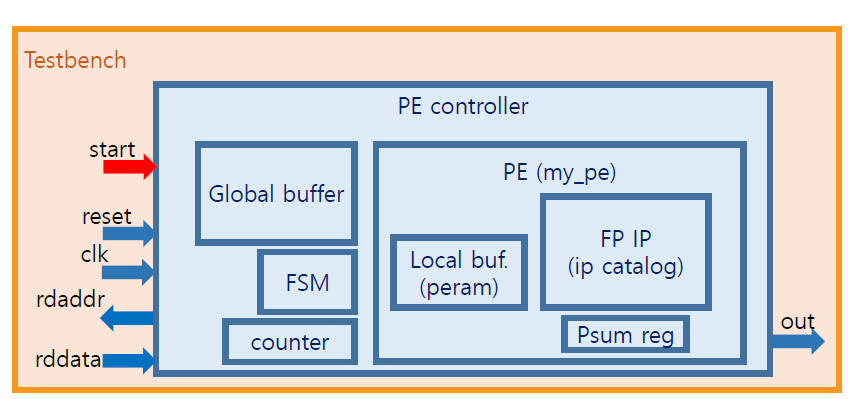 Testbench
PE controller
start
reset
clk
rdaddr
rddata
Global buffer
FSM
counter
PE (my_pe)
Local buf.
(peram)
FP IP
(ip catalog)
Psum reg
out